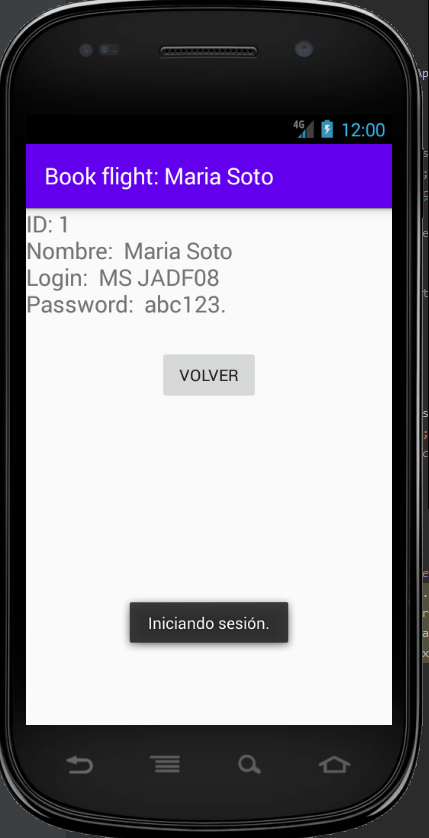 4G 12:00
Book flight: Maria Soto
ID: 1
Nombre: Maria Soto
Login: MS JADF08
Password: abc123.
VOLVER
Iniciando sesión.